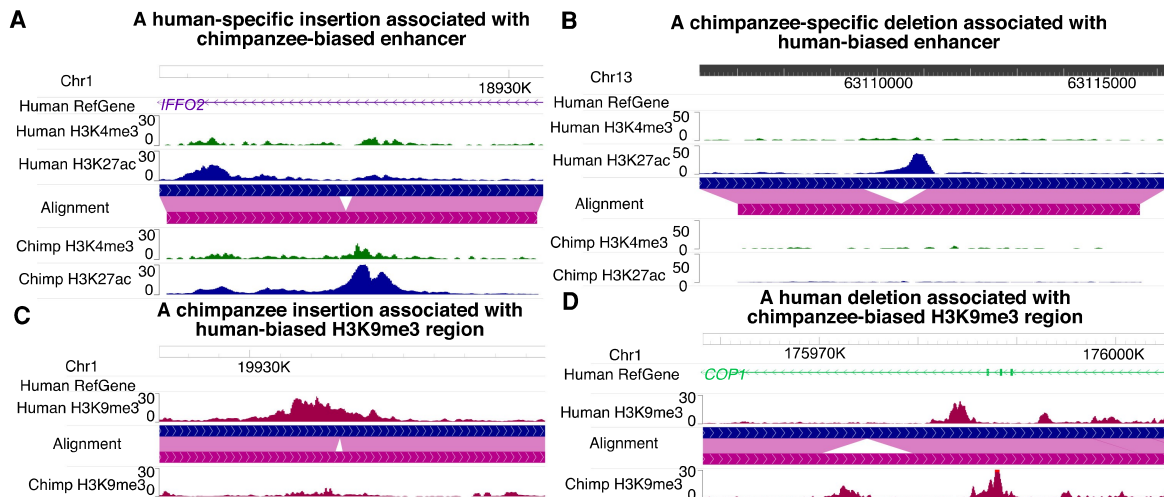 A
A human-specific insertion associated with
chimpanzee-biased enhancer
Chr1
18930K
Human RefGene
IFFO2
Human H3K4me3
30
0
Human H3K27ac
30
0
Alignment
Chimp H3K4me3
30
0
Chimp H3K27ac
30
0
B
A chimpanzee-specific deletion associated with
human-biased enhancer
Chr13
63110000
63115000
Human RefGene
Human H3K4me3
50
0
Human H3K27ac
50
0
Alignment
Chimp H3K4me3
50
0
Chimp H3K27ac
50
0
C
A chimpanzee insertion associated with
human-biased H3K9me3 region
Chr1
19930K
Human RefGene
Human H3K9me3
30
0
Alignment
Chimp H3K9me3
30
0
D
A human deletion associated with
chimpanzee-biased H3K9me3 region
Chr1
175970K
176000K
Human RefGene
COP1
Human H3K9me3
30
0
Alignment
Chimp H3K9me3
30
0